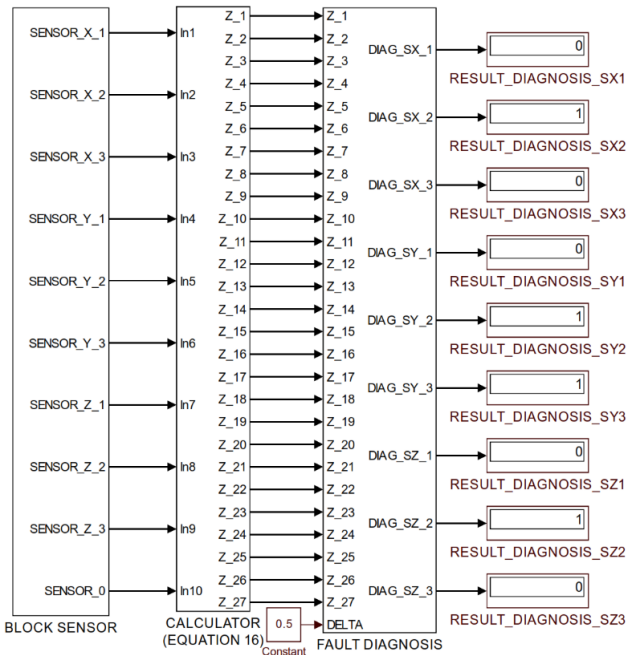 SENSOR_X_1
SENSOR_X_2
SENSOR_X_3
SENSOR_Y_1
SENSOR_Y_2
SENSOR_Y_3
SENSOR_Z_1
SENSOR_Z_2
SENSOR_Z_3
SENSOR_0
BLOCK SENSOR
In1
In2
In3
In4
In5
In6
In7
In8
In9
In10
Z_1
Z_2
Z_3
Z_4
Z_5
Z_6
Z_7
Z_8
Z_9
Z_10
Z_11
Z_12
Z_13
Z_14
Z_15
Z_16
Z_17
Z_18
Z_19
Z_20
Z_21
Z_22
Z_23
Z_24
Z_25
Z_26
Z_27
CALCULATOR
(EQUATION 16)
0.5
Constant
Z_1
Z_2
Z_3
Z_4
Z_5
Z_6
Z_7
Z_8
Z_9
Z_10
Z_11
Z_12
Z_13
Z_14
Z_15
Z_16
Z_17
Z_18
Z_19
Z_20
Z_21
Z_22
Z_23
Z_24
Z_25
Z_26
Z_27
DELTA
DIAG_SX_1
DIAG_SX_2
DIAG_SX_3
DIAG_SY_1
DIAG_SY_2
DIAG_SY_3
DIAG_SZ_1
DIAG_SZ_2
DIAG_SZ_3
FAULT DIAGNOSIS
0
RESULT_DIAGNOSIS_SX1
1
RESULT_DIAGNOSIS_SX2
0
RESULT_DIAGNOSIS_SX3
0
RESULT_DIAGNOSIS_SY1
1
RESULT_DIAGNOSIS_SY2
1
RESULT_DIAGNOSIS_SY3
0
RESULT_DIAGNOSIS_SZ1
1
RESULT_DIAGNOSIS_SZ2
0
RESULT_DIAGNOSIS_SZ3